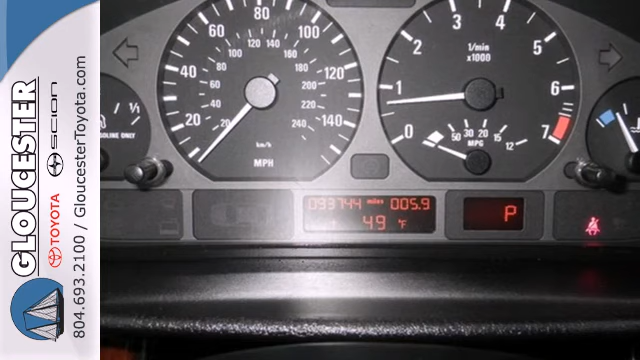 GLOUCESTER
TOYOTA SCION
804.693.2100 / GloucesterToyota.com
20 40 60 80 100 120 140
20 40 60 80 100 120 140 160 180 200 220 240
km/h
MPH
0 1 2 3 4 5 6 7
1/min
x1000
50 30 20 15 12
MPG
1/1
093744 miles 005.9
49 °F
P